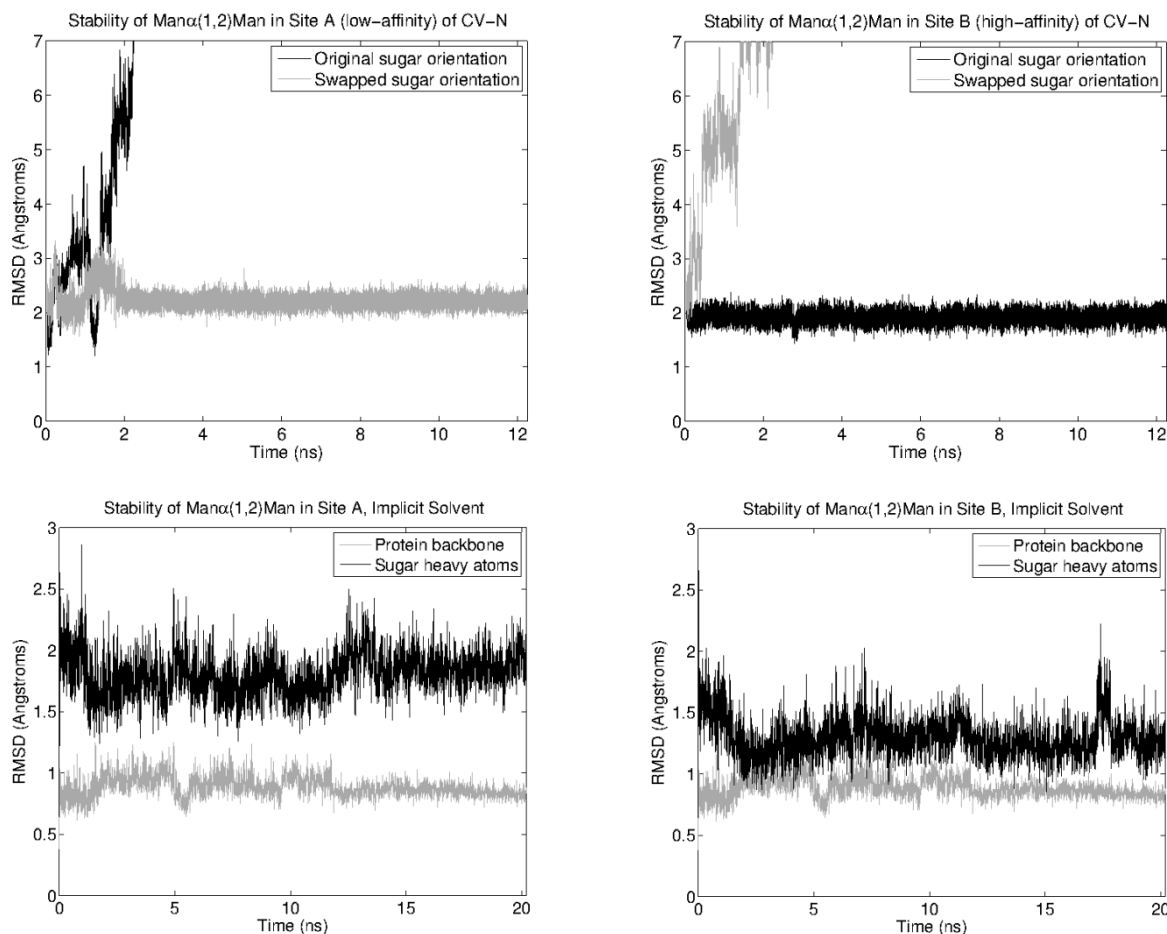 Stability of Manα(1,2)Man in Site A (low-affinity) of CV-N
7
6
5
4
3
2
1
0
RMSD (Angstroms)
Original sugar orientation
Swapped sugar orientation
0 2 4 6 8 10 12
Time (ns)
Stability of Manα(1,2)Man in Site B (high-affinity) of CV-N
7
6
5
4
3
2
1
0
RMSD (Angstroms)
Original sugar orientation
Swapped sugar orientation
0 2 4 6 8 10 12
Time (ns)
Stability of Manα(1,2)Man in Site A, Implicit Solvent
3
2.5
2
1.5
1
0.5
0
RMSD (Angstroms)
Protein backbone
Sugar heavy atoms
0 5 10 15 20
Time (ns)
Stability of Manα(1,2)Man in Site B, Implicit Solvent
3
2.5
2
1.5
1
0.5
0
RMSD (Angstroms)
Protein backbone
Sugar heavy atoms
0 5 10 15 20
Time (ns)